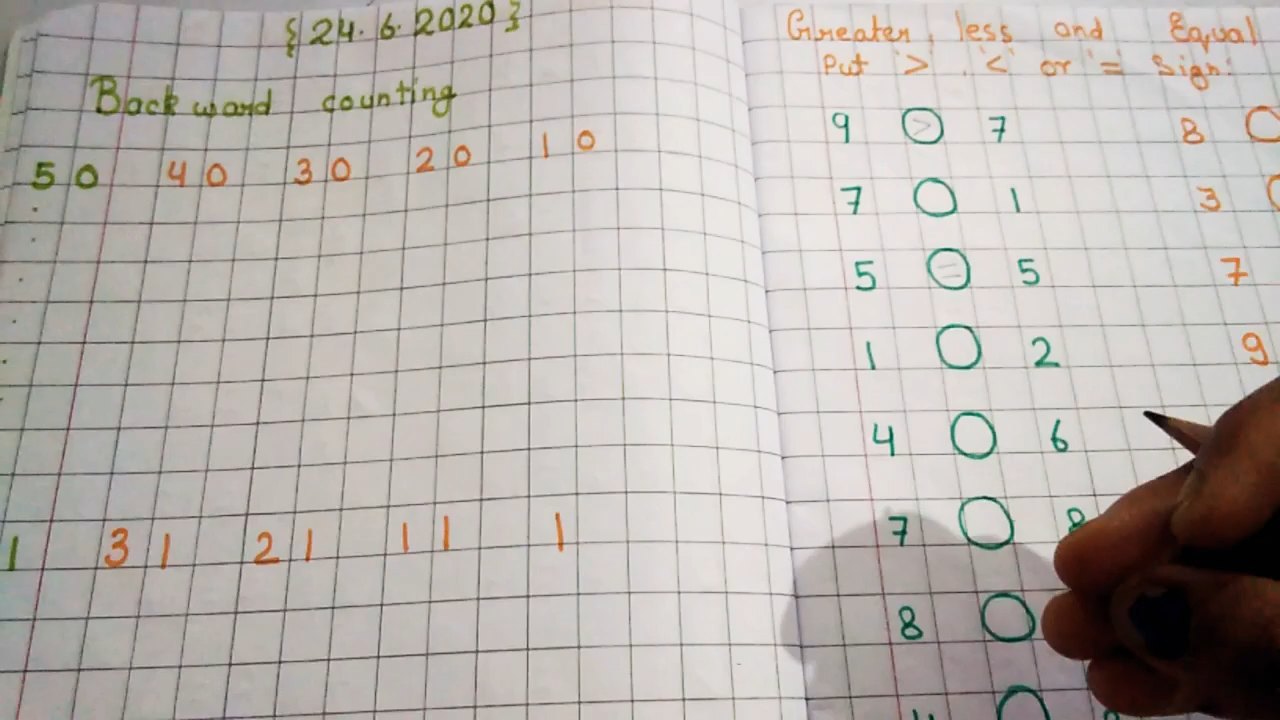 {24.6.2020}
Backward counting
50 40 30 20 10
1 31 21 11 1
Greater, less and Equal
Put '>', '<' or '=' Sign:
9 > 7 8
7 1 3
5 = 5 7
1 2 9
4 6
7 8
8